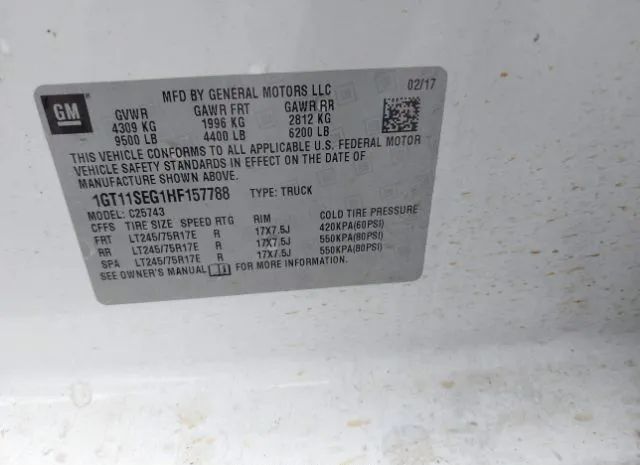 GM
MFD BY GENERAL MOTORS LLC 02/17
GVWR GAWR FRT GAWR RR
4309 KG 1996 KG 2812 KG
9500 LB 4400 LB 6200 LB
THIS VEHICLE CONFORMS TO ALL APPLICABLE U.S. FEDERAL MOTOR
VEHICLE SAFETY STANDARDS IN EFFECT ON THE DATE OF
MANUFACTURE SHOWN ABOVE.
1GT11SEG1HF157788 TYPE: TRUCK
MODEL: C25743
CFFS TIRE SIZE SPEED RTG RIM COLD TIRE PRESSURE
FRT LT245/75R17E R 17X7.5J 420KPA(60PSI)
RR LT245/75R17E R 17X7.5J 550KPA(80PSI)
SPA LT245/75R17E R 17X7.5J 550KPA(80PSI)
SEE OWNER'S MANUAL FOR MORE INFORMATION.